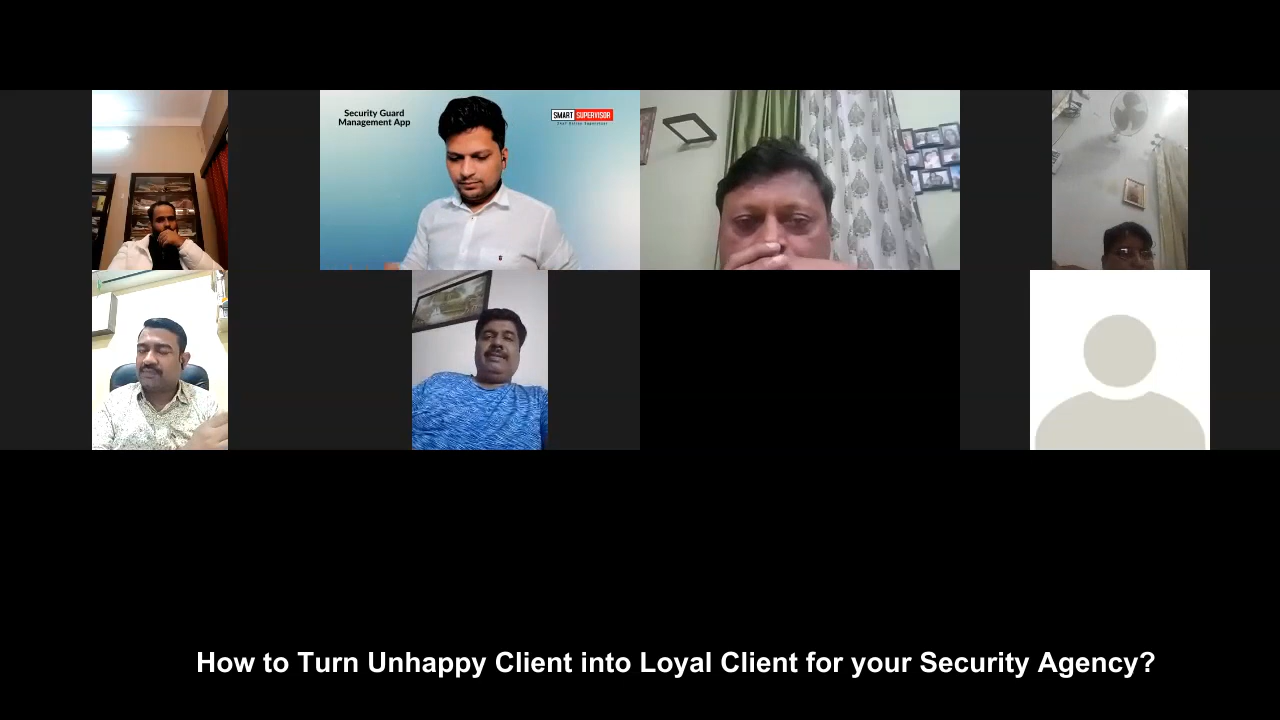 Security Guard
Management App
SMART SUPERVISOR
How to Turn Unhappy Client into Loyal Client for your Security Agency?